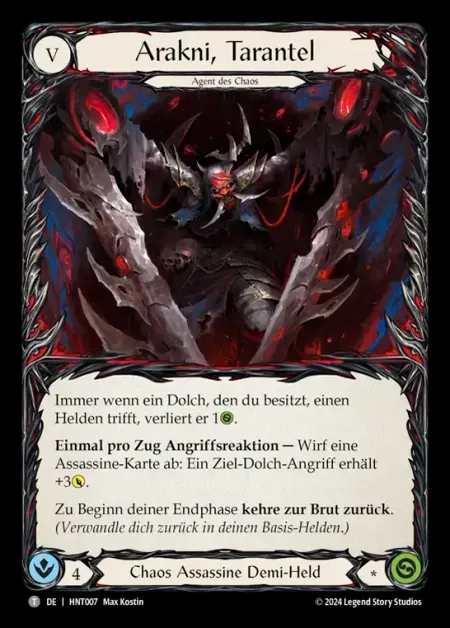 V
Arakni, Tarantel
Agent des Chaos
Immer wenn ein Dolch, den du besitzt, einen
Helden trifft, verliert er 1.
Einmal pro Zug Angriffsreaktion — Wirf eine
Assassine-Karte ab: Ein Ziel-Dolch-Angriff erhält
+3.
Zu Beginn deiner Endphase kehre zur Brut zurück.
(Verwandle dich zurück in deinen Basis-Helden.)
4 Chaos Assassine Demi-Held *
T DE | HNT007 Max Kostin © 2024 Legend Story Studios